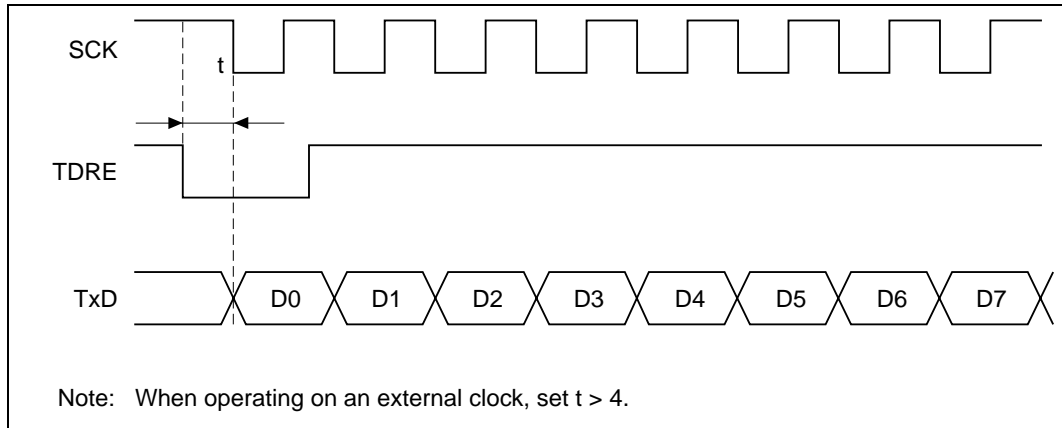 SCK
t
TDRE
TxD D0 D1 D2 D3 D4 D5 D6 D7
Note: When operating on an external clock, set t > 4.